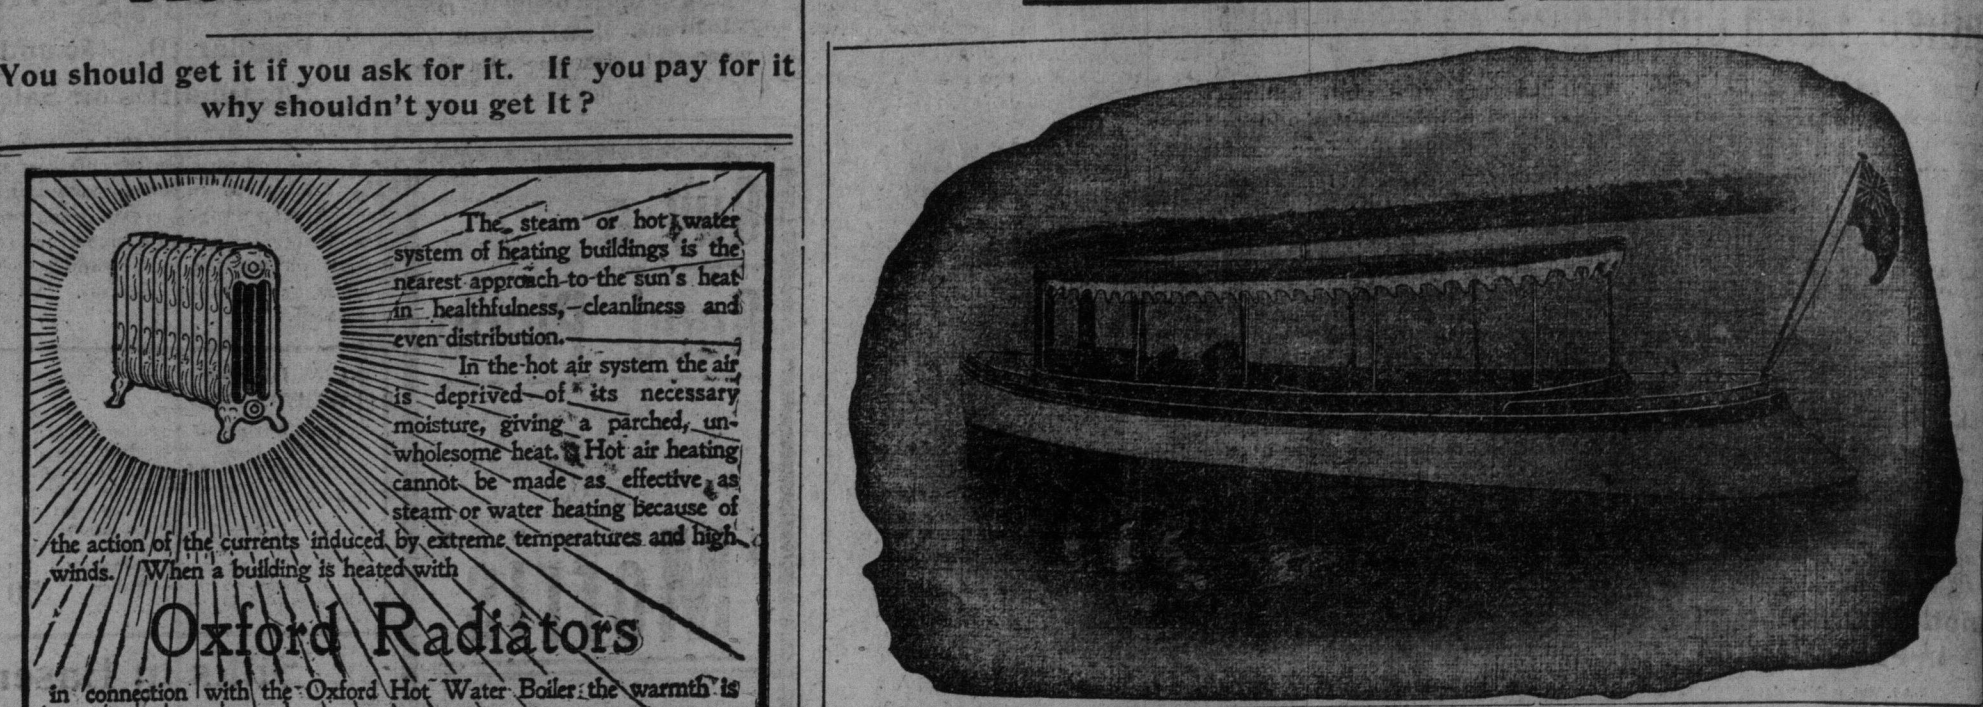 You should get it if you ask for it. If you pay for it
why shouldn't you get It?
The steam or hot water
system of heating buildings is the
nearest approach to the sun's heat
in healthfulness, cleanliness and
even distribution.
In the hot air system the air
is deprived of its necessary
moisture, giving a parched, un-
wholesome heat. Hot air heating
cannot be made as effective as
steam or water heating because of
the action of the currents induced by extreme temperatures and high
winds. When a building is heated with
Oxford Radiators
in connection with the Oxford Hot Water Boiler the warmth is